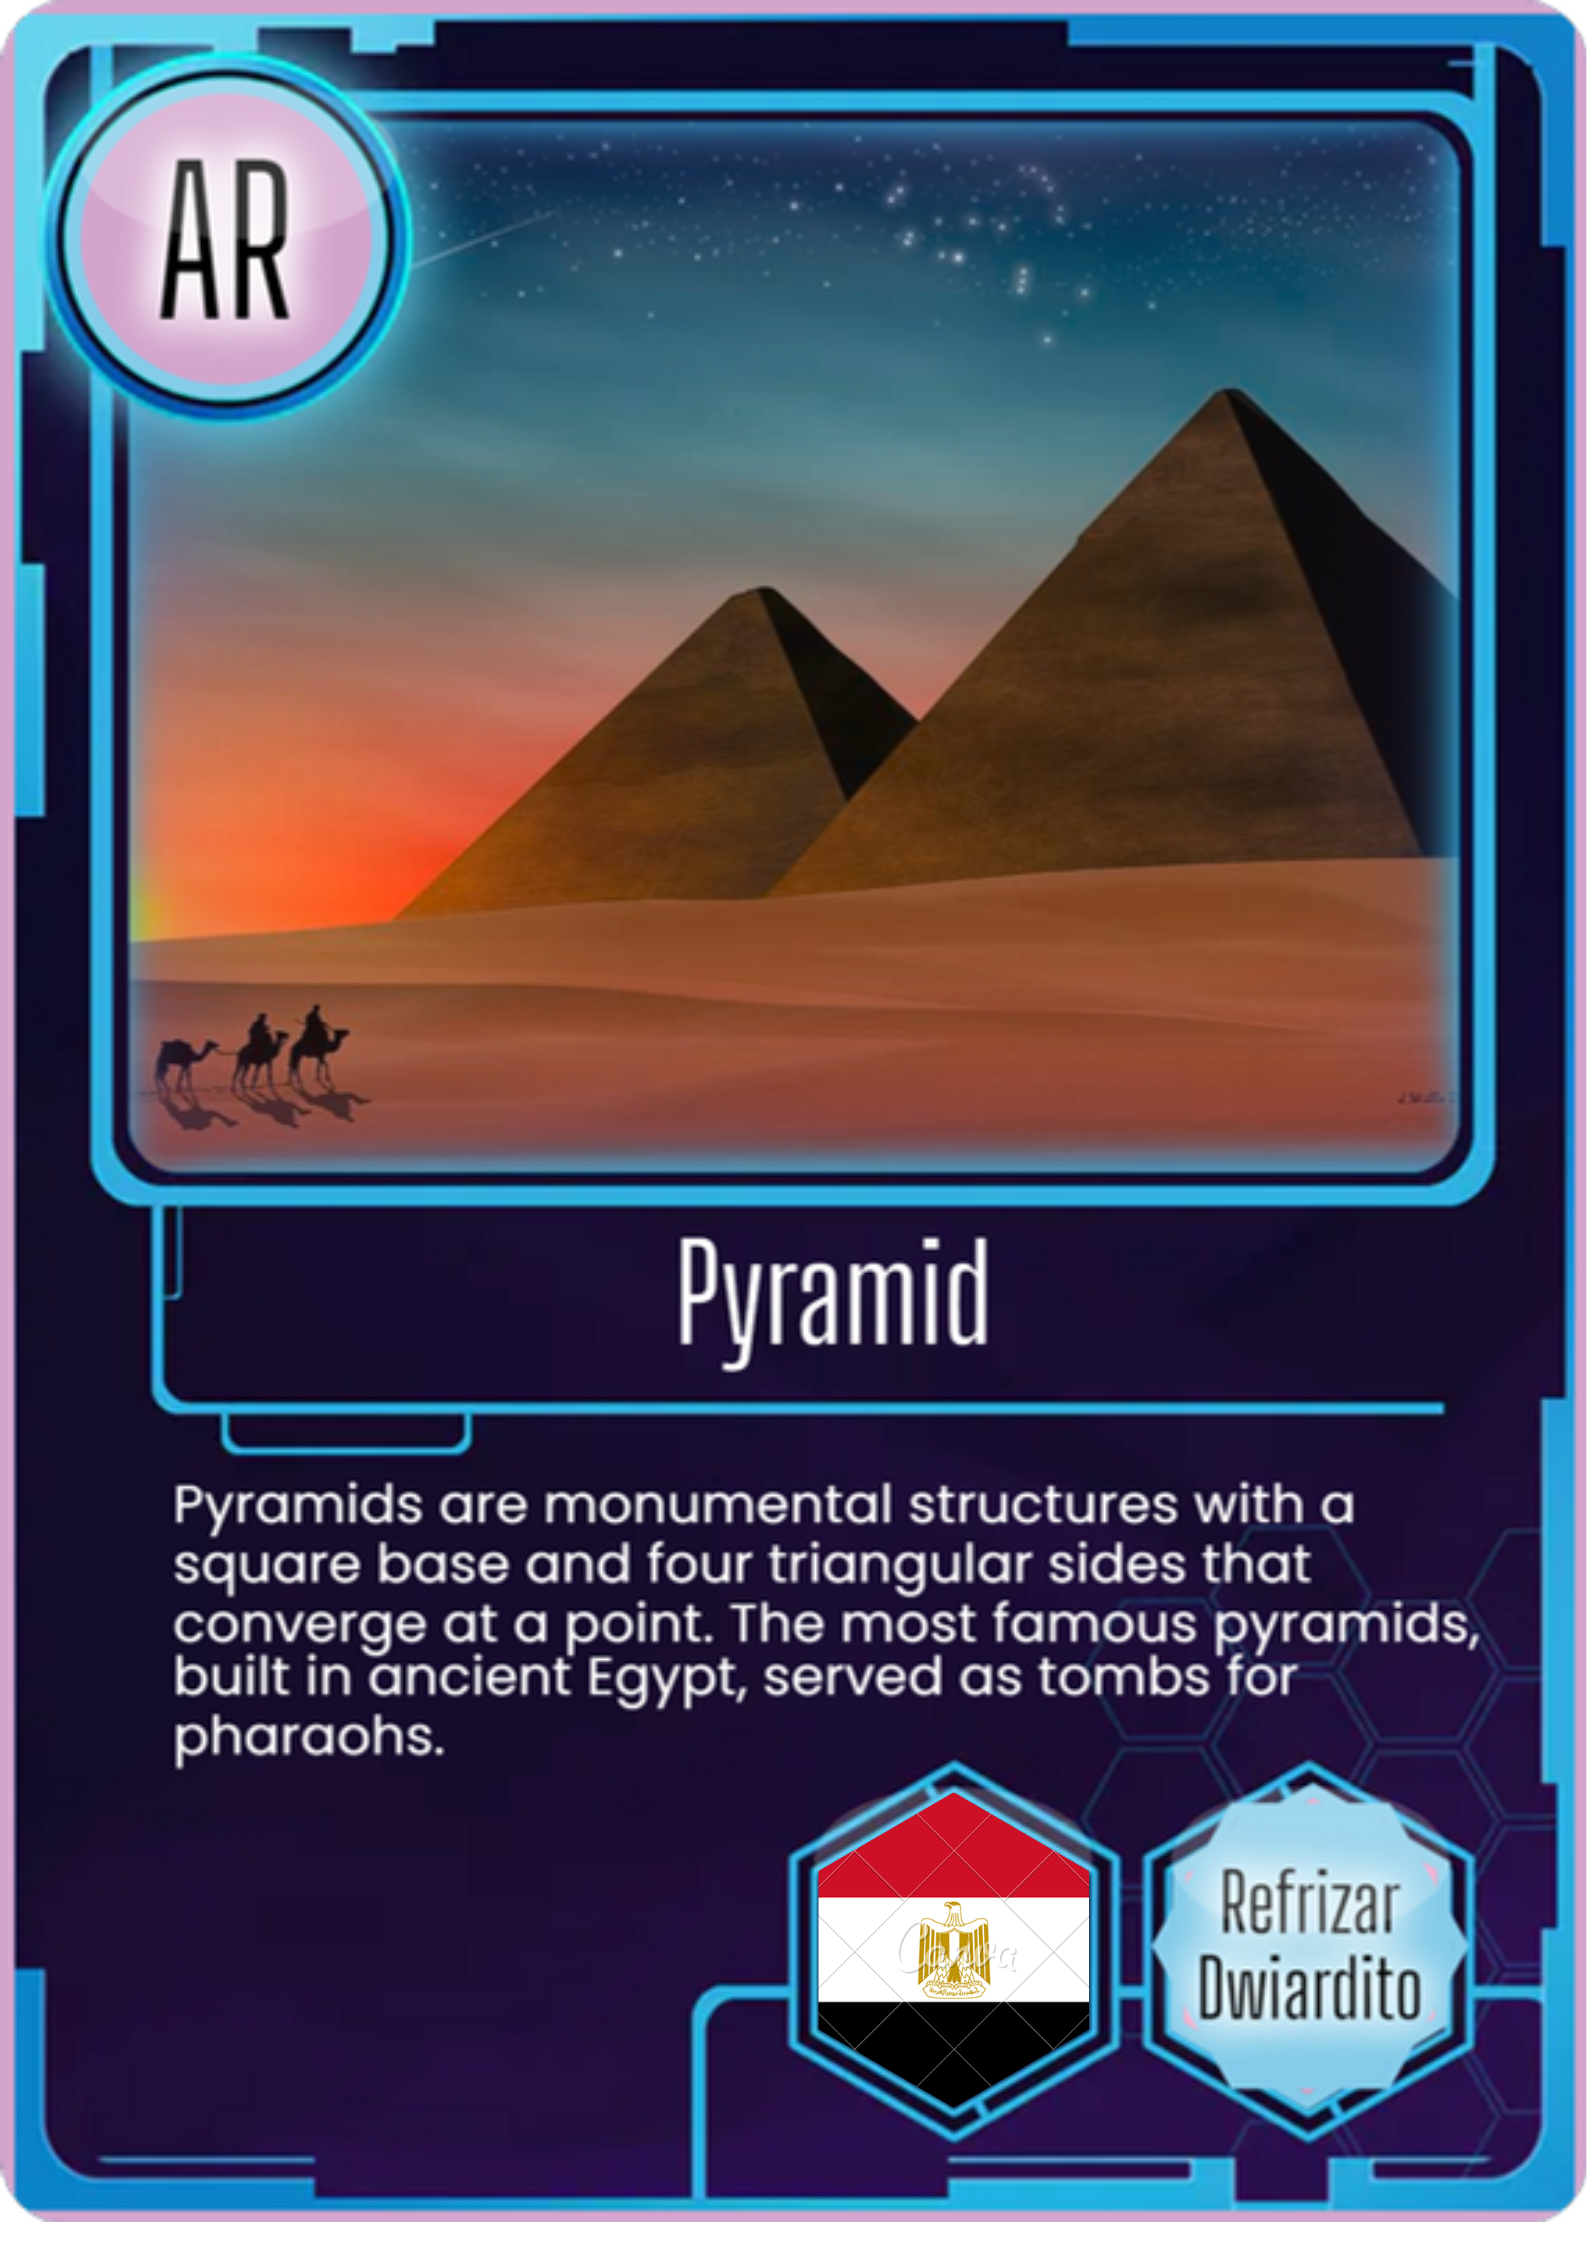 AR
Pyramid
Pyramids are monumental structures with a
square base and four triangular sides that
converge at a point. The most famous pyramids,
built in ancient Egypt, served as tombs for
pharaohs.
Canva
Refrizar
Dwiardito